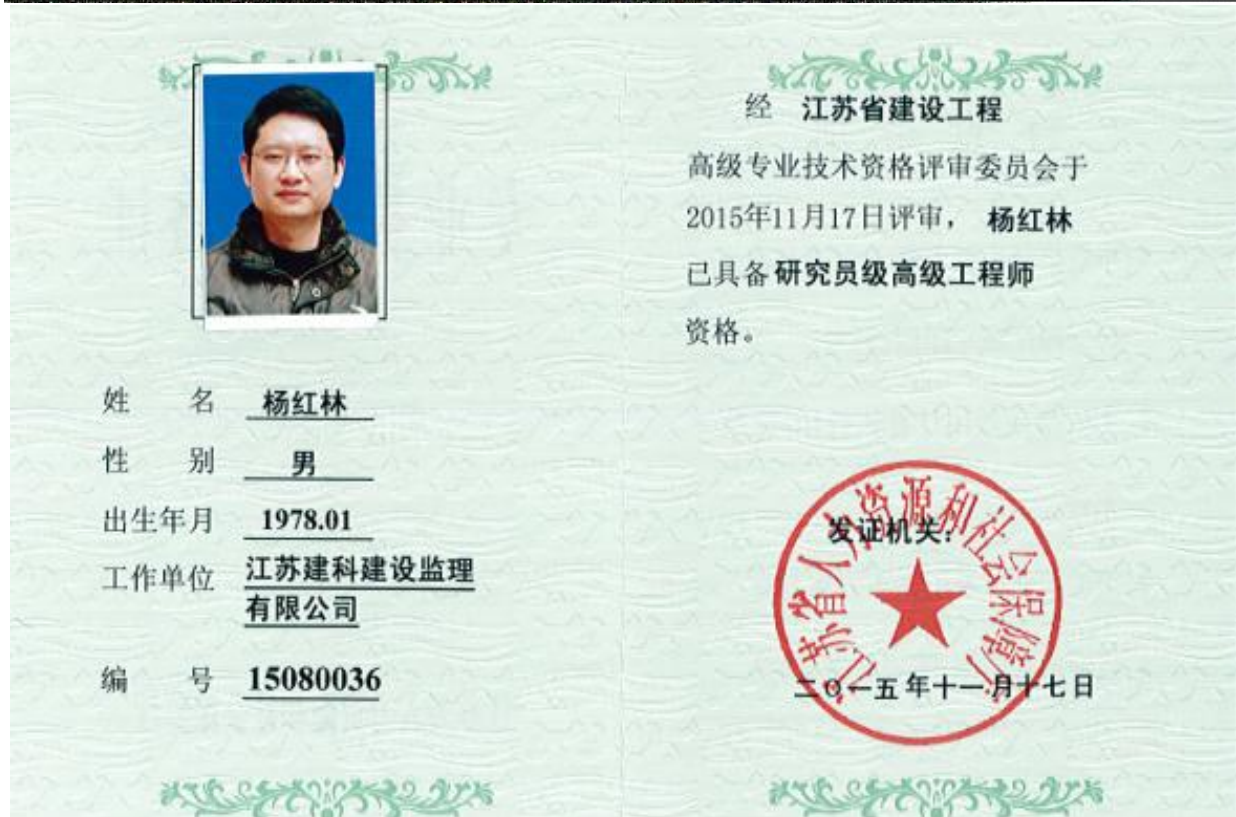 姓 名 杨红林
性 别 男
出生年月 1978.01
工作单位 江苏建科建设监理
有限公司
编 号 15080036
经 江苏省建设工程
高级专业技术资格评审委员会于
2015年11月17日评审， 杨红林
已具备 研究员级高级工程师
资格。
江苏省人力资源和社会保障厅
发证机关：
二〇一五年十一月十七日